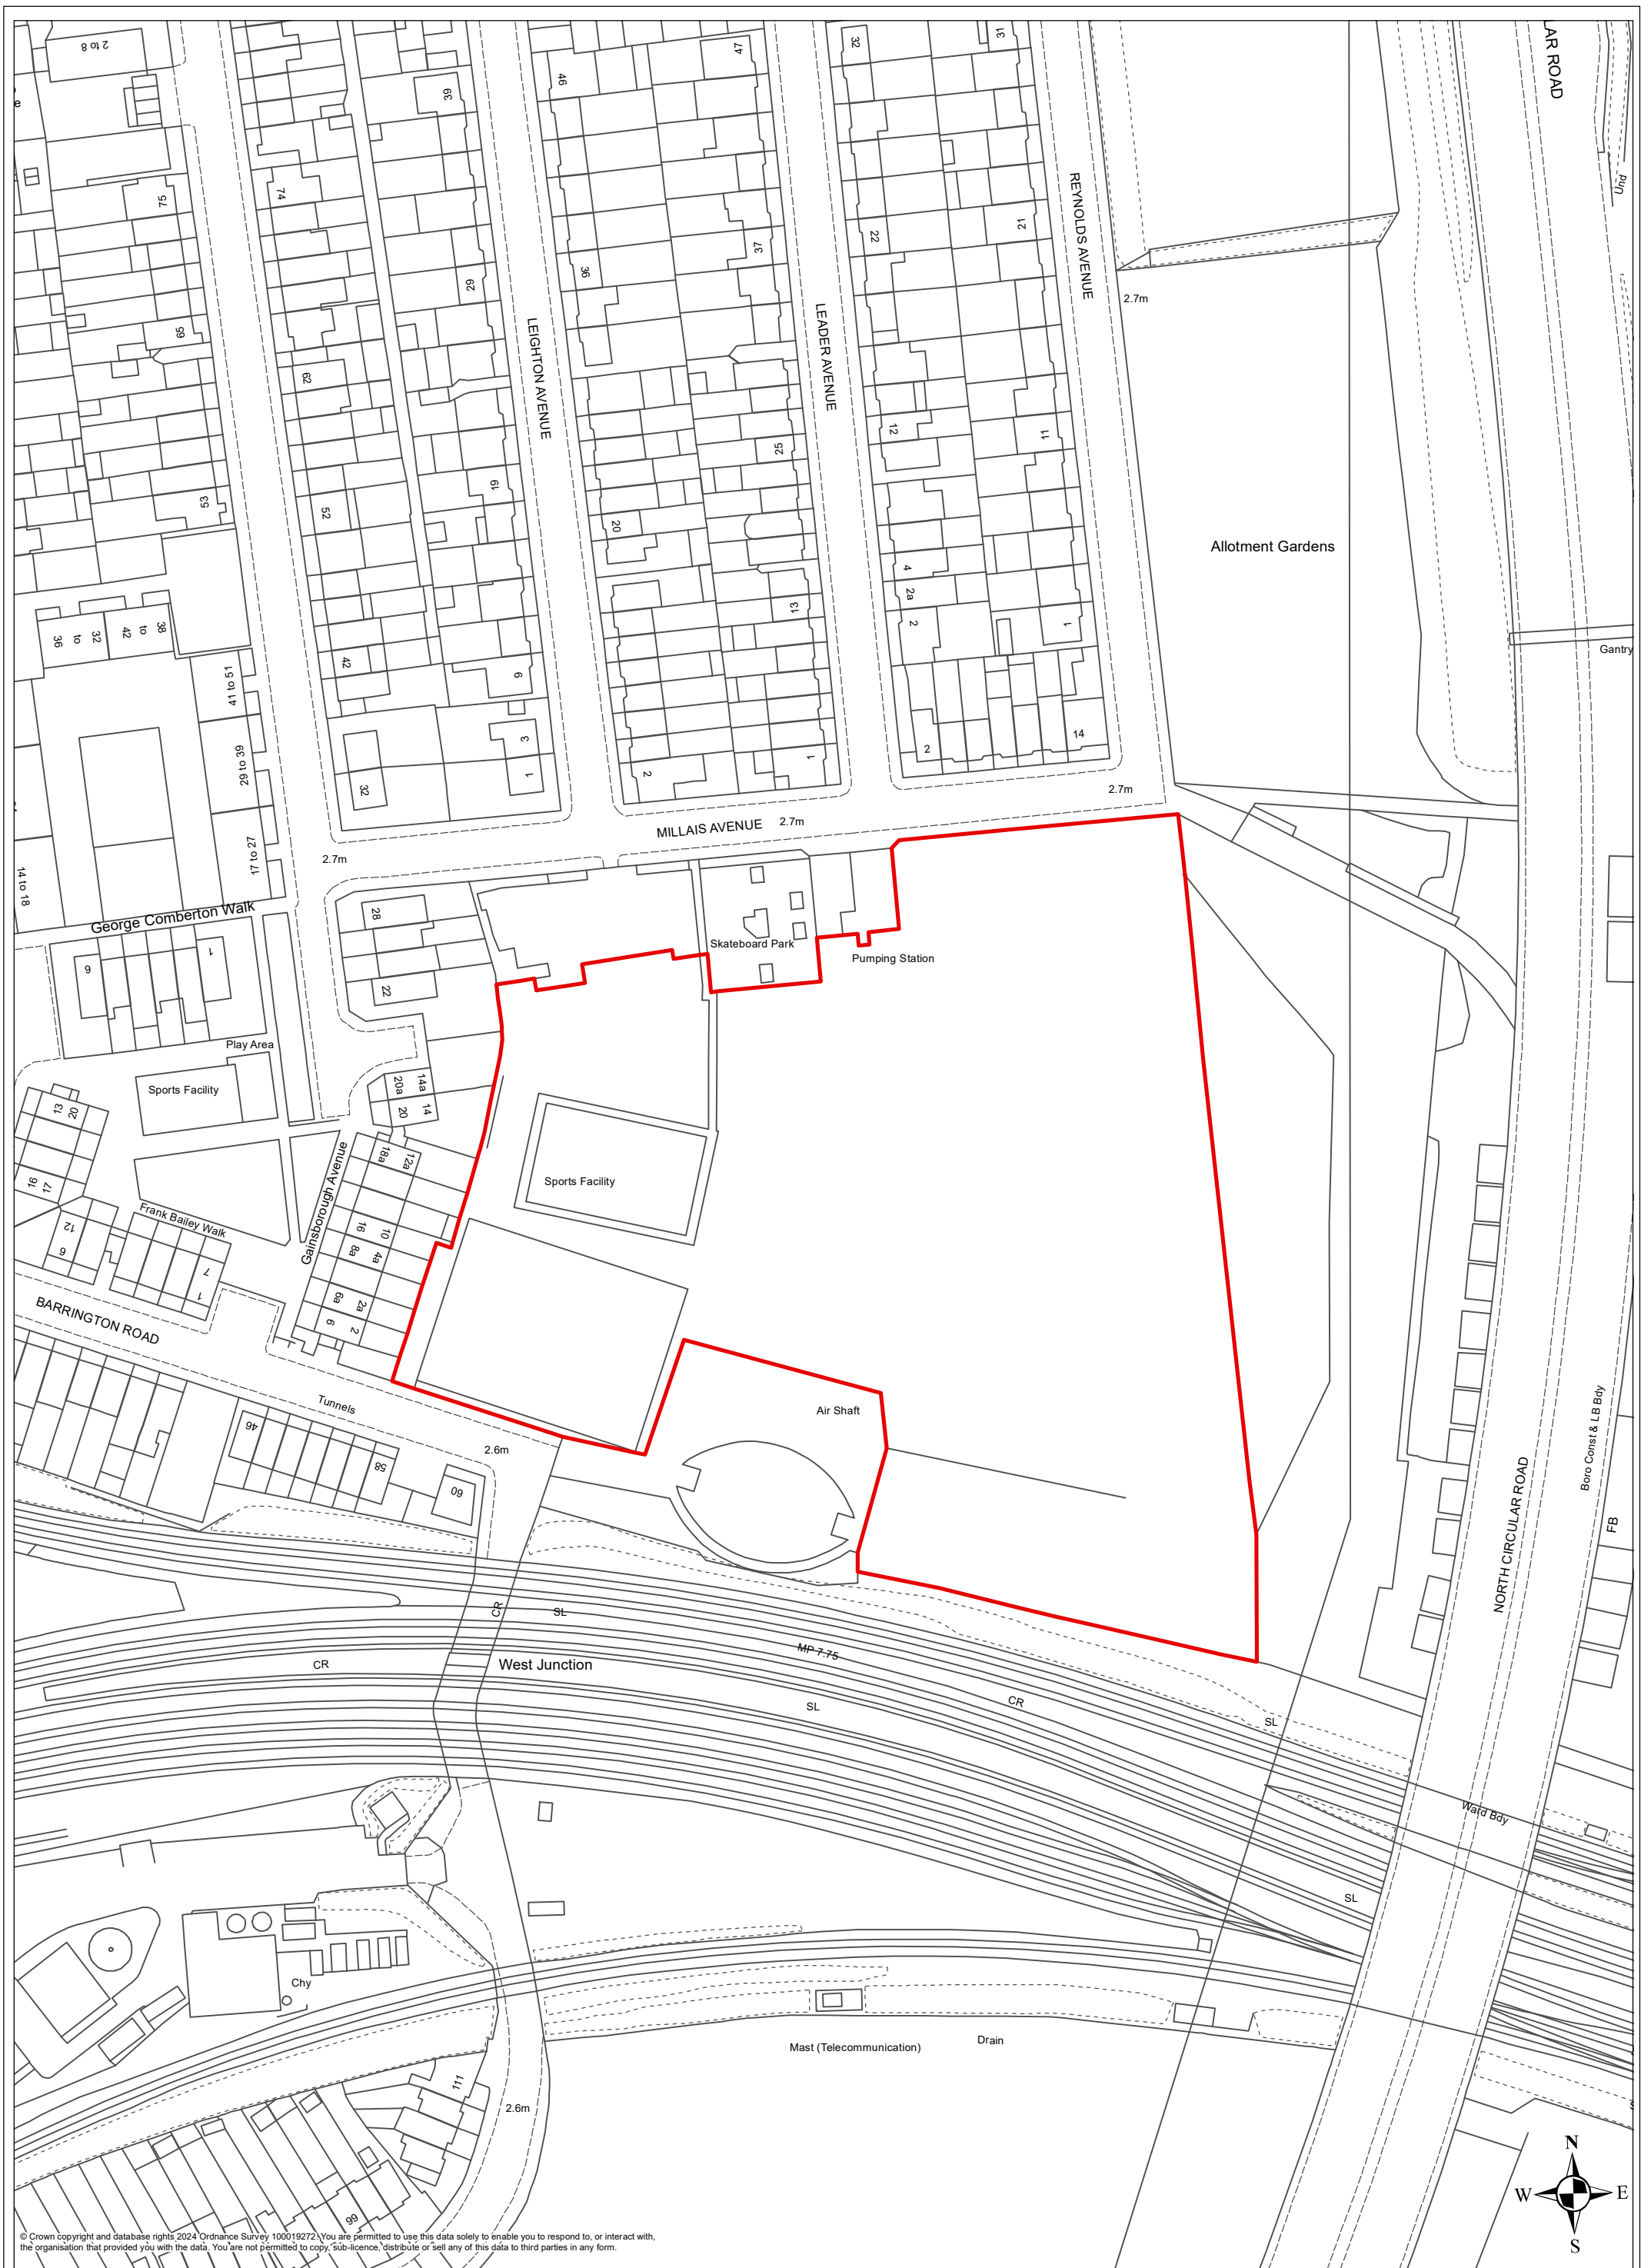 2 to 8
e
75
65
53
74
62
52
42
32
39
29
19
9
3
1
LEIGHTON AVENUE
46
36
20
2
47
37
25
13
1
LEADER AVENUE
32
22
12
4
2a
2
31
21
11
1
REYNOLDS AVENUE
2
14
LAR ROAD
Und
2.7m
Allotment Gardens
Gantry
36
to
32
42
to
38
41 to 51
29 to 39
17 to 27
14 to 18
2.7m
MILLAIS AVENUE
2.7m
2.7m
George Comberton Walk
28
22
Skateboard Park
Pumping Station
9
1
Play Area
Sports Facility
20a
14a
20
14
18a
12a
16
10
8a
4a
6a
2a
6
2
Gainsborough Avenue
Sports Facility
13
20
16
17
12
9
Frank Bailey Walk
7
1
BARRINGTON ROAD
Tunnels
46
58
60
2.6m
Air Shaft
NORTH CIRCULAR ROAD
Boro Const & LB Bdy
FB
CR
SL
MP 7.75
West Junction
CR
SL
CR
SL
Ward Bdy
SL
Chy
Mast (Telecommunication)
Drain
111
2.6m
99
N
W
E
S
© Crown copyright and database rights 2024 Ordnance Survey 100019272. You are permitted to use this data solely to enable you to respond to, or interact with,
the organisation that provided you with the data. You are not permitted to copy, sub-licence, distribute or sell any of this data to third parties in any form.